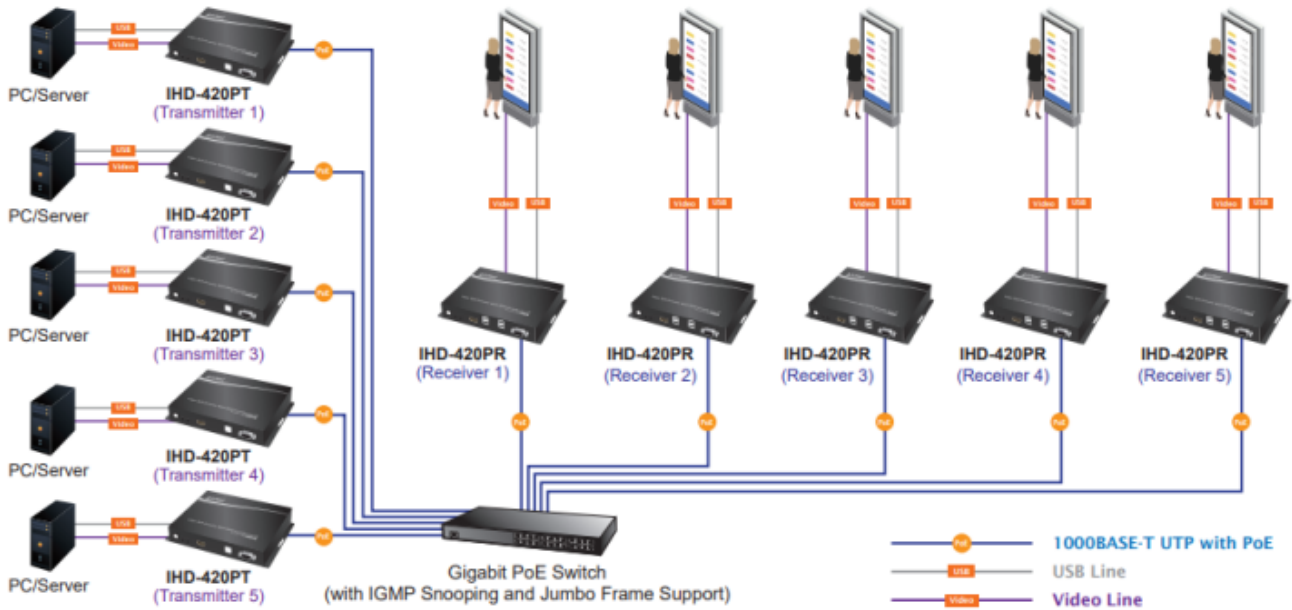 USB
Video
PoE
PC/Server
IHD-420PT
(Transmitter 1)
USB
Video
PoE
PC/Server
IHD-420PT
(Transmitter 2)
USB
Video
PoE
PC/Server
IHD-420PT
(Transmitter 3)
USB
Video
PoE
PC/Server
IHD-420PT
(Transmitter 4)
USB
Video
PoE
PC/Server
IHD-420PT
(Transmitter 5)
Video USB
Video USB
Video USB
Video USB
Video USB
IHD-420PR
(Receiver 1)
IHD-420PR
(Receiver 2)
IHD-420PR
(Receiver 3)
IHD-420PR
(Receiver 4)
IHD-420PR
(Receiver 5)
PoE
PoE
PoE
PoE
PoE
Gigabit PoE Switch
(with IGMP Snooping and Jumbo Frame Support)
PoE 1000BASE-T UTP with PoE
USB USB Line
Video Video Line